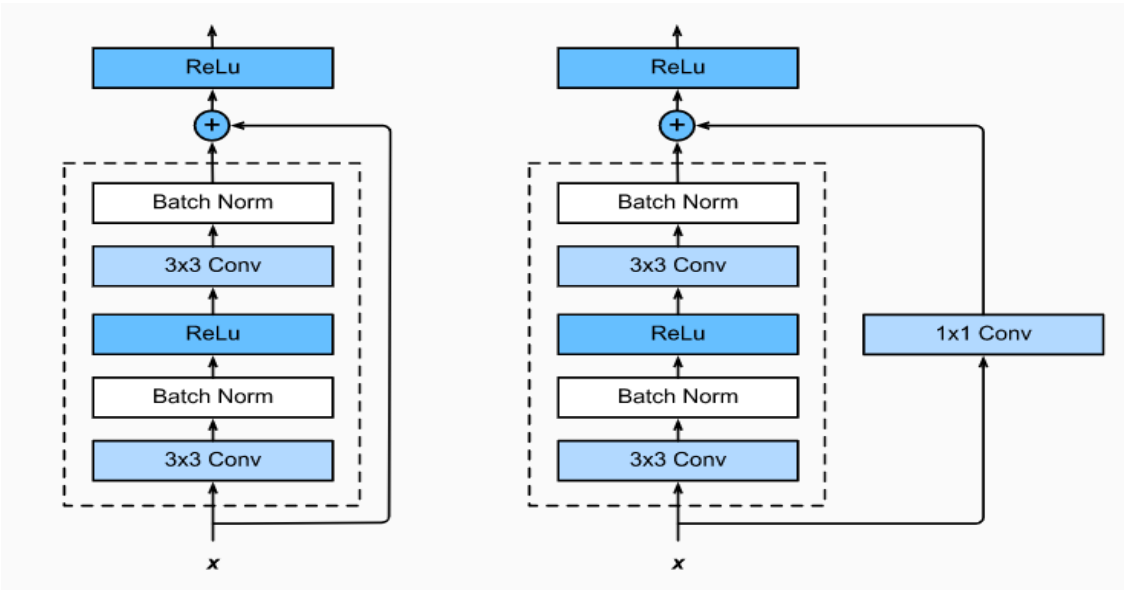 ReLu
+
Batch Norm
3x3 Conv
ReLu
Batch Norm
3x3 Conv
x
ReLu
+
Batch Norm
3x3 Conv
ReLu
Batch Norm
3x3 Conv
x
1x1 Conv